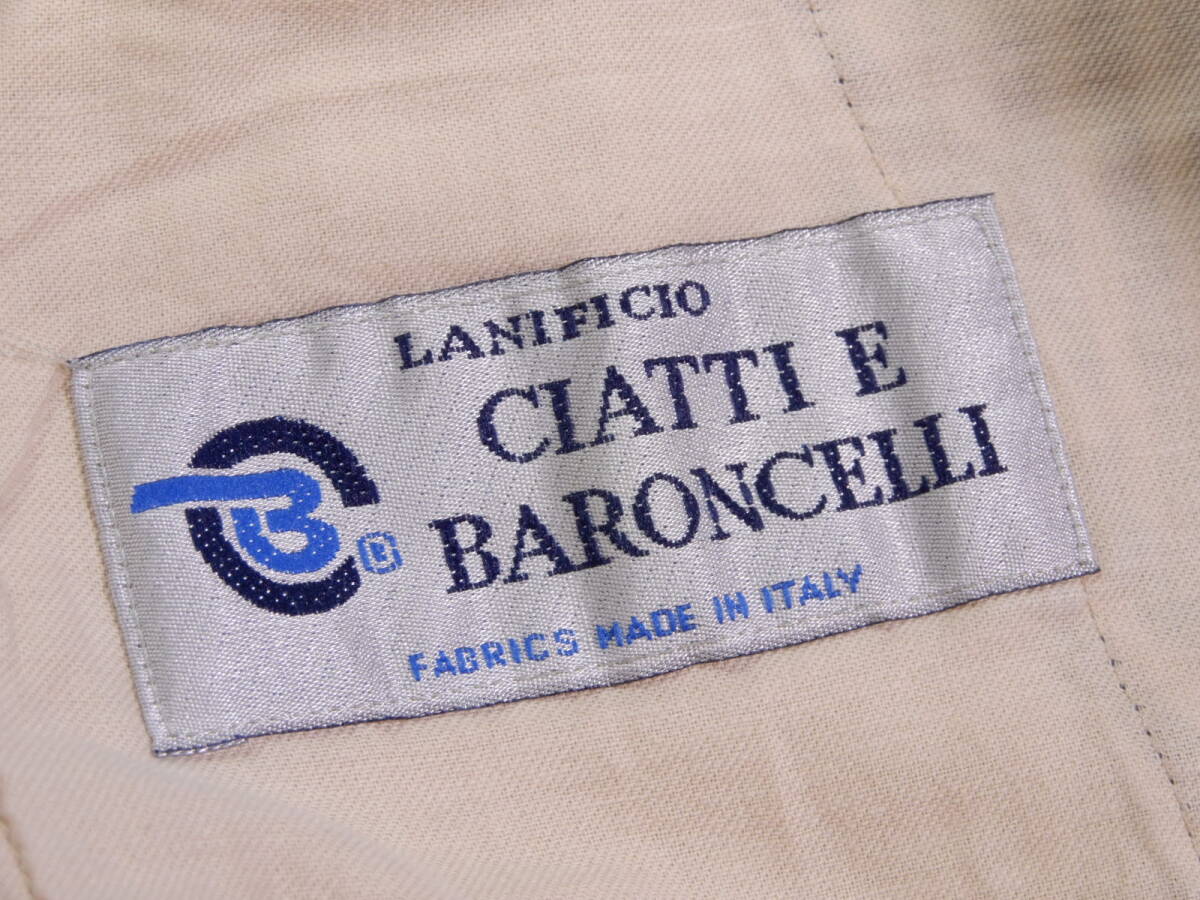 LANIFICIO
CIATTI E
BARONCELLI
FABRICS MADE IN ITALY